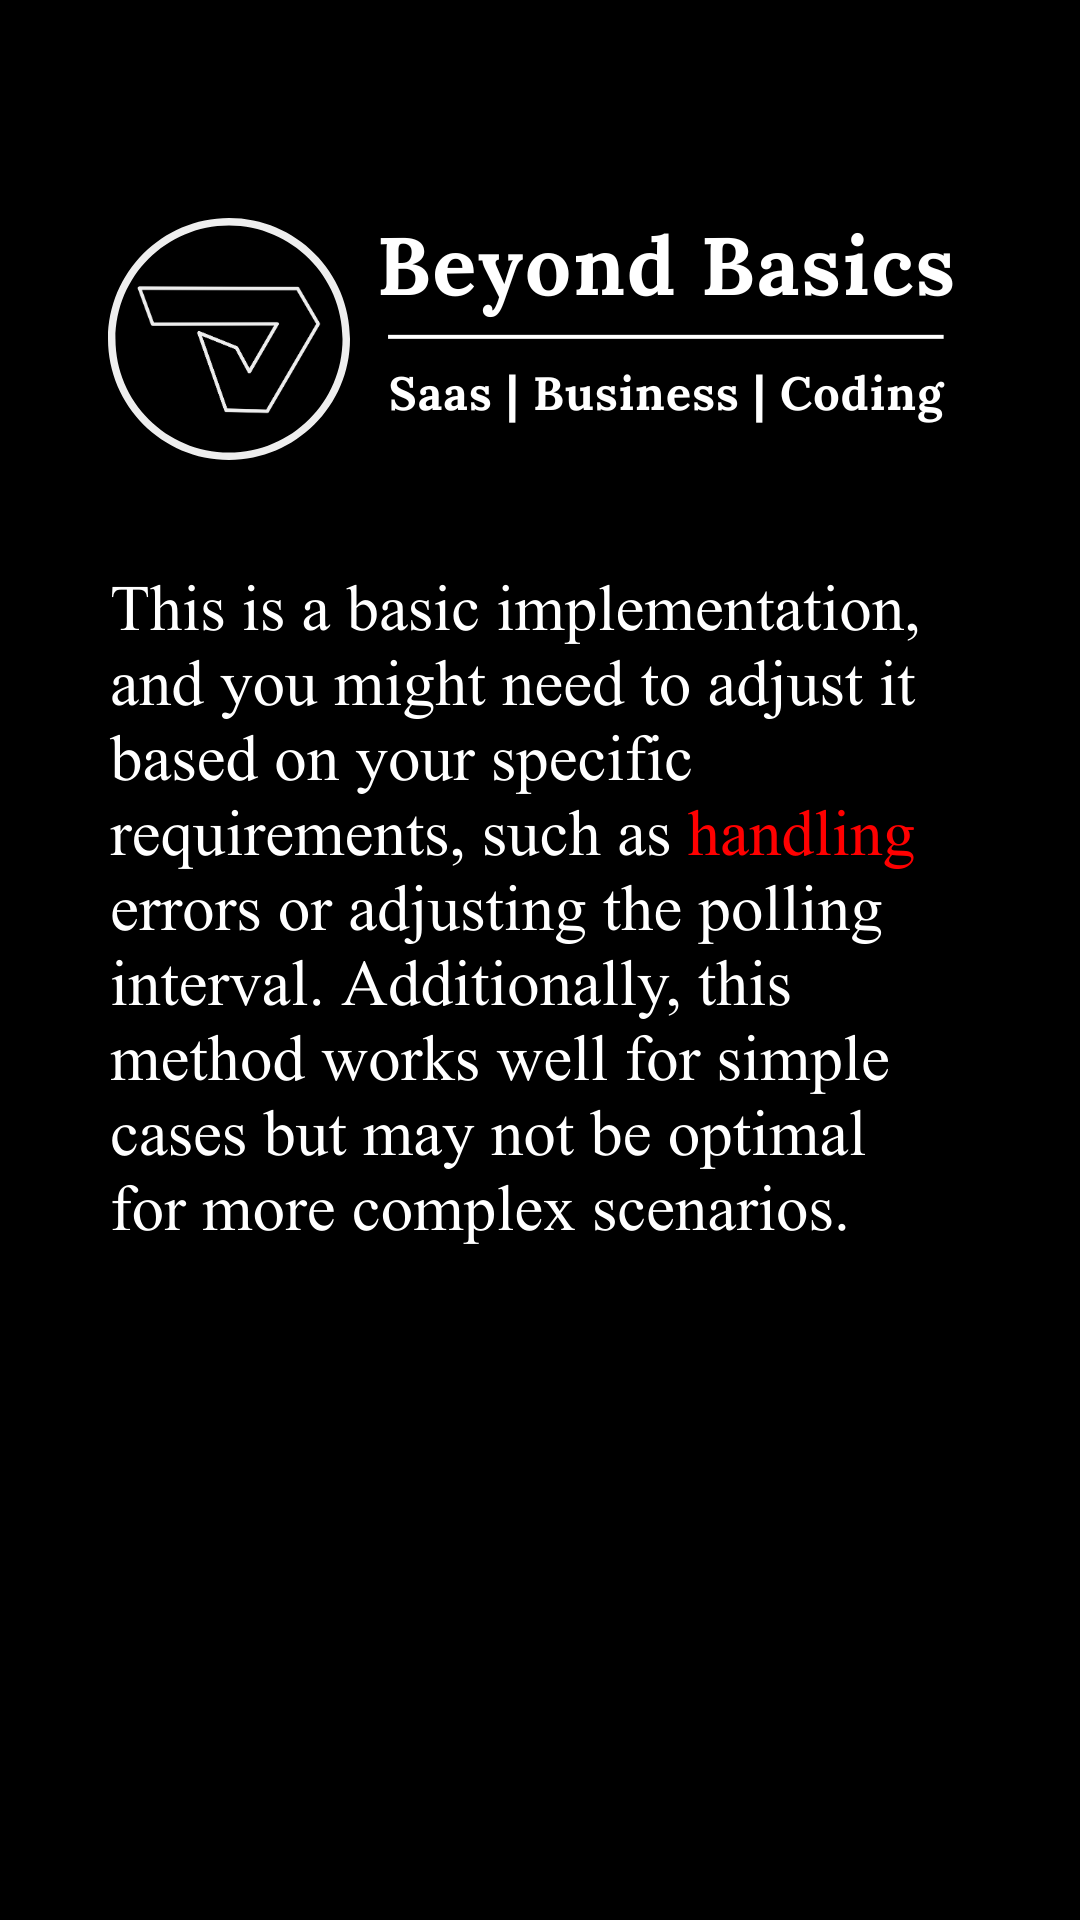 Beyond Basics
Saas | Business | Coding
This is a basic implementation,
and you might need to adjust it
based on your specific
requirements, such as handling
errors or adjusting the polling
interval. Additionally, this
method works well for simple
cases but may not be optimal
for more complex scenarios.